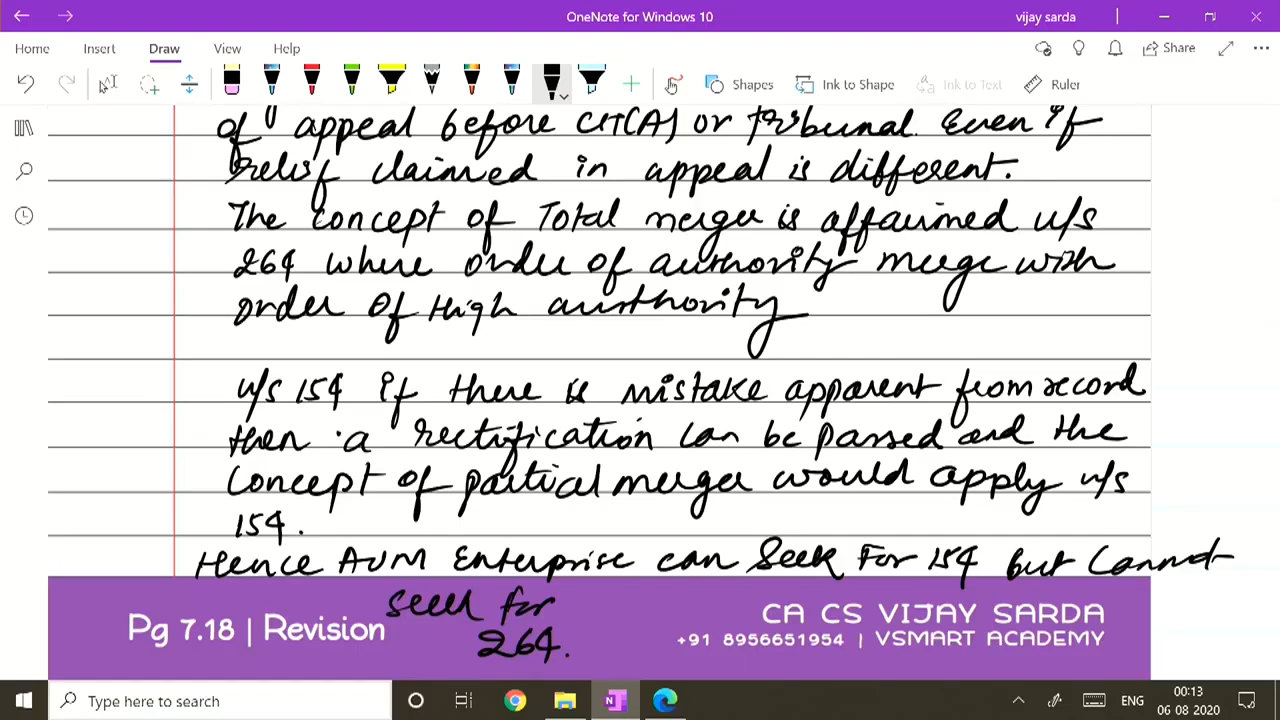 OneNote for Windows 10
vijay sarda
Home Insert Draw View Help
Share
Shapes Ink to Shape Ink to Text Ruler
of appeal before CIT(A) or tribunal. Even if
relief claimed in appeal is different.
The concept of Total merger is affairmed u/s
264 where order of authority merge with
order of High authority
u/s 154 if there is mistake apparent from record
then a rectification can be passed and the
concept of partial merger would apply u/s
154.
Hence AVM Enterprise can Seek For 154 but cannot
seek for
264.
Pg 7.18 | Revision
CA CS VIJAY SARDA
+91 8956651954 | VSMART ACADEMY
Type here to search
ENG
00:13
06-08-2020